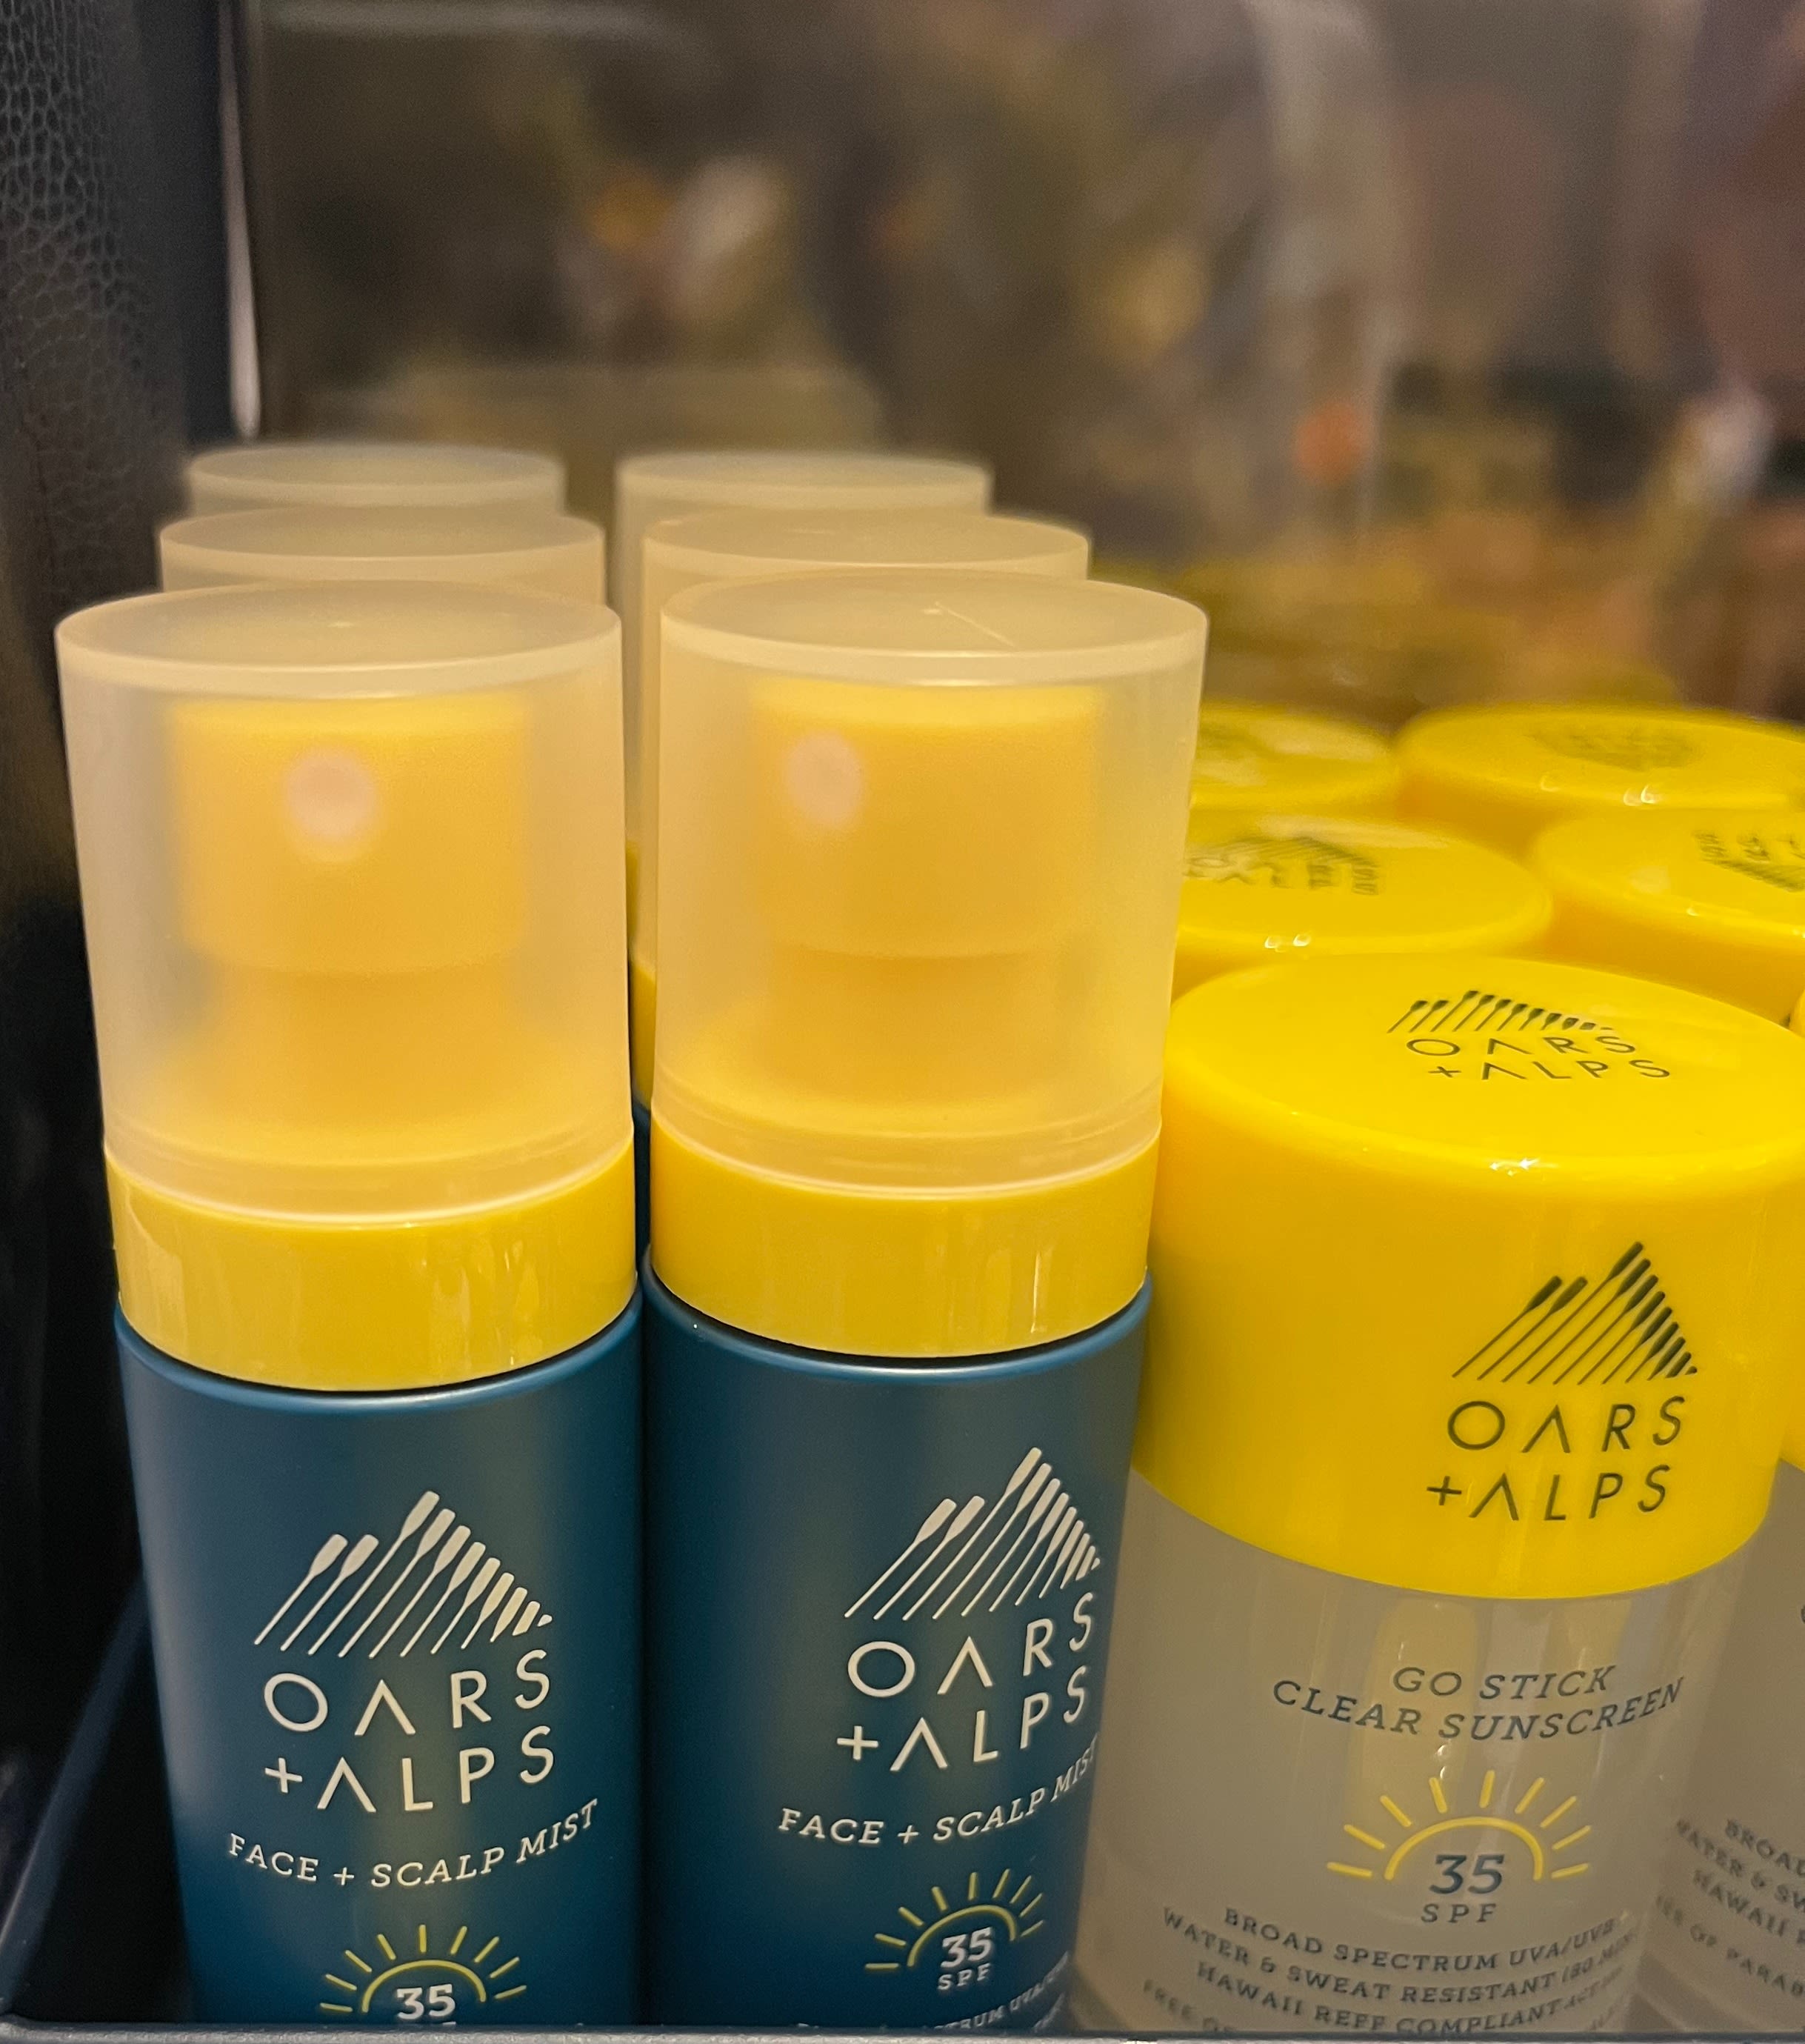 OARS
+ALPS
FACE + SCALP MIST
35
OARS
+ALPS
FACE + SCALP MIST
35
SPF
OARS
+ALPS
OARS
+ALPS
GO STICK
CLEAR SUNSCREEN
35
SPF
BROAD SPECTRUM UVA/UVB
WATER & SWEAT RESISTANT (80 MIN)
HAWAII REEF COMPLIANT